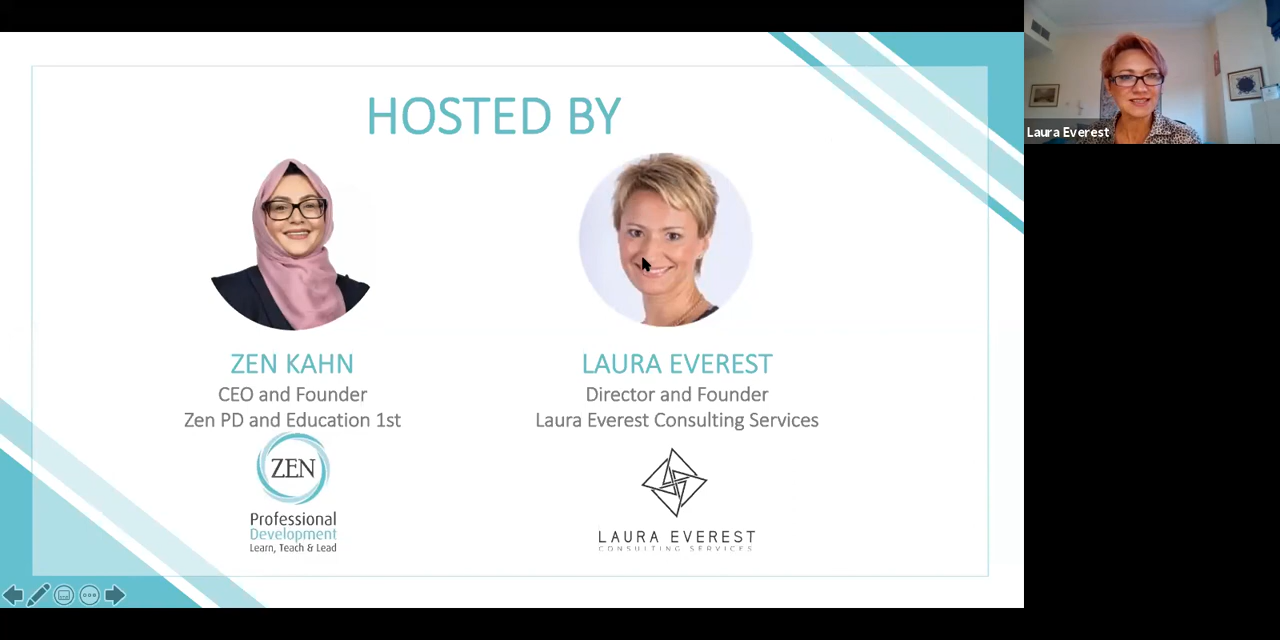 HOSTED BY
Laura Everest
ZEN KAHN
CEO and Founder
Zen PD and Education 1st
ZEN
Professional
Development
Learn, Teach & Lead
LAURA EVEREST
Director and Founder
Laura Everest Consulting Services
LAURA EVEREST
CONSULTING SERVICES